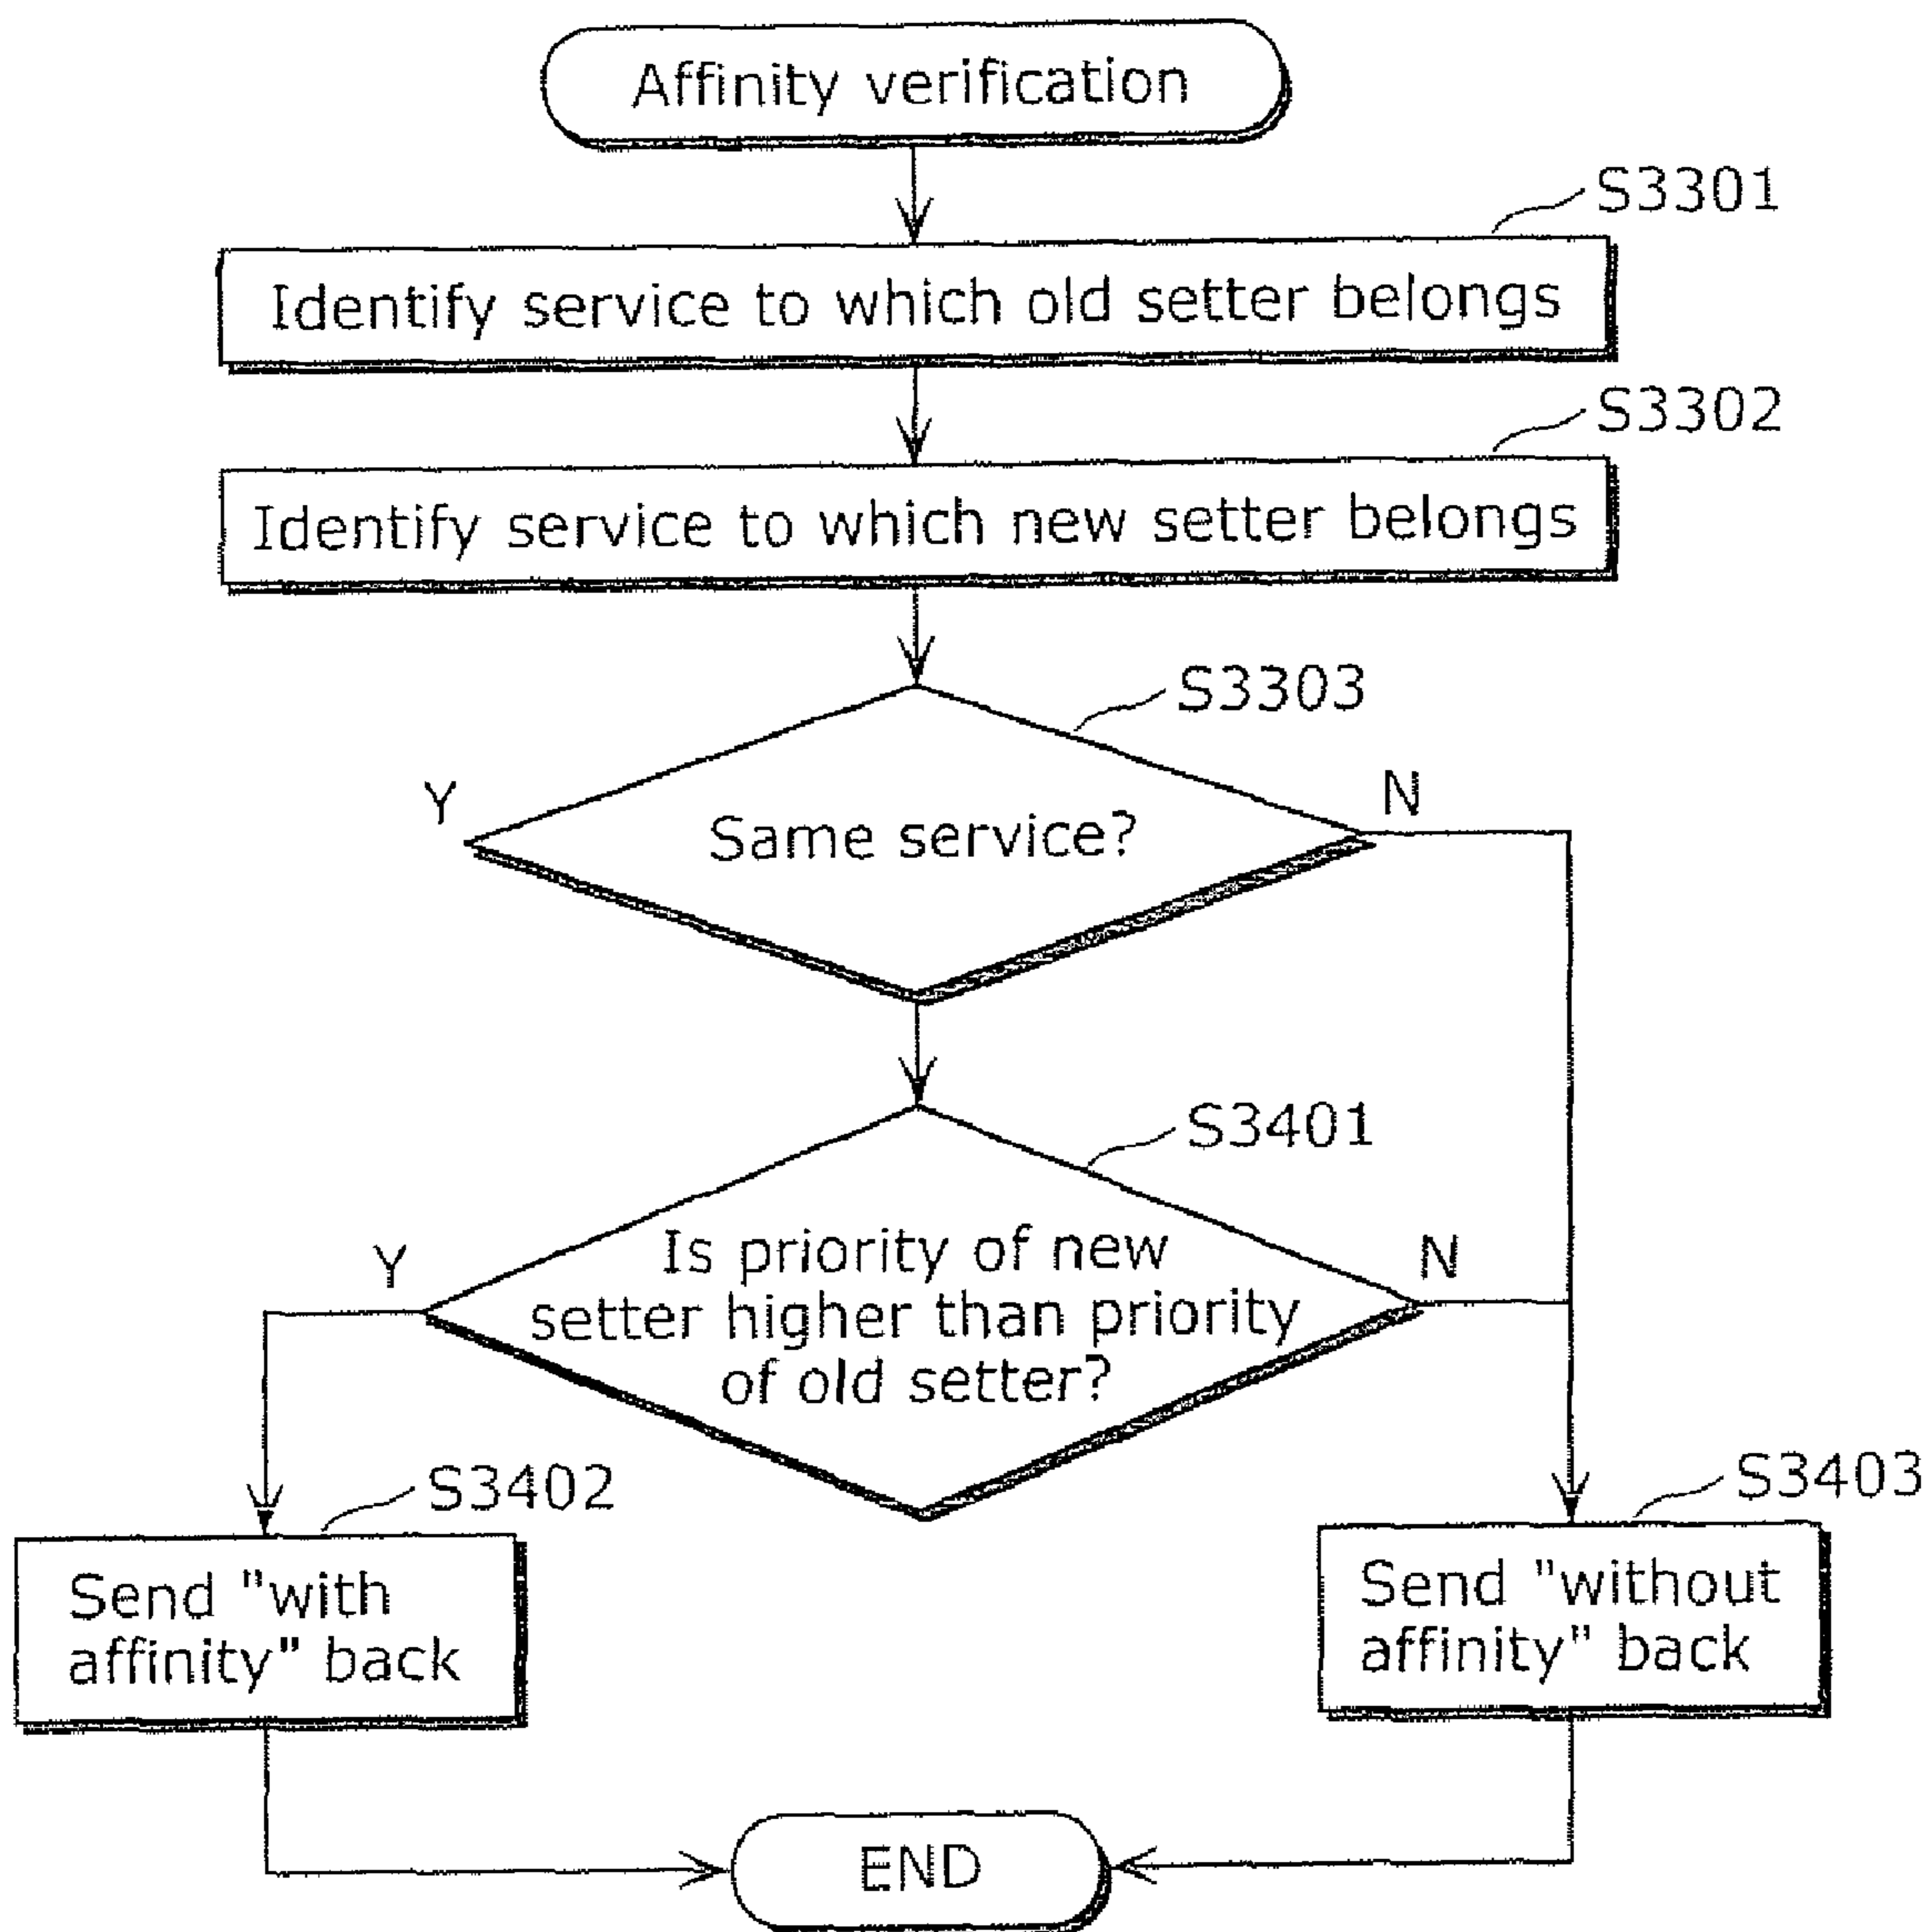 Affinity verification
S3301
Identify service to which old setter belongs
S3302
Identify service to which new setter belongs
S3303
Y
N
Same service?
S3401
Y
N
Is priority of new
setter higher than priority
of old setter?
S3402
S3403
Send "with
affinity" back
Send "without
affinity" back
END